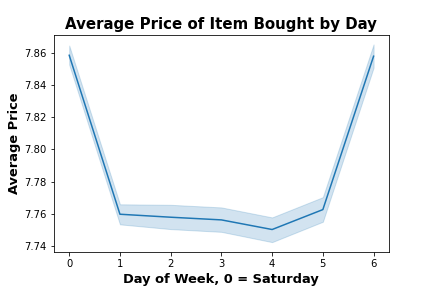 Average Price of Item Bought by Day
Average Price
7.86
7.84
7.82
7.80
7.78
7.76
7.74
0 1 2 3 4 5 6
Day of Week, 0 = Saturday